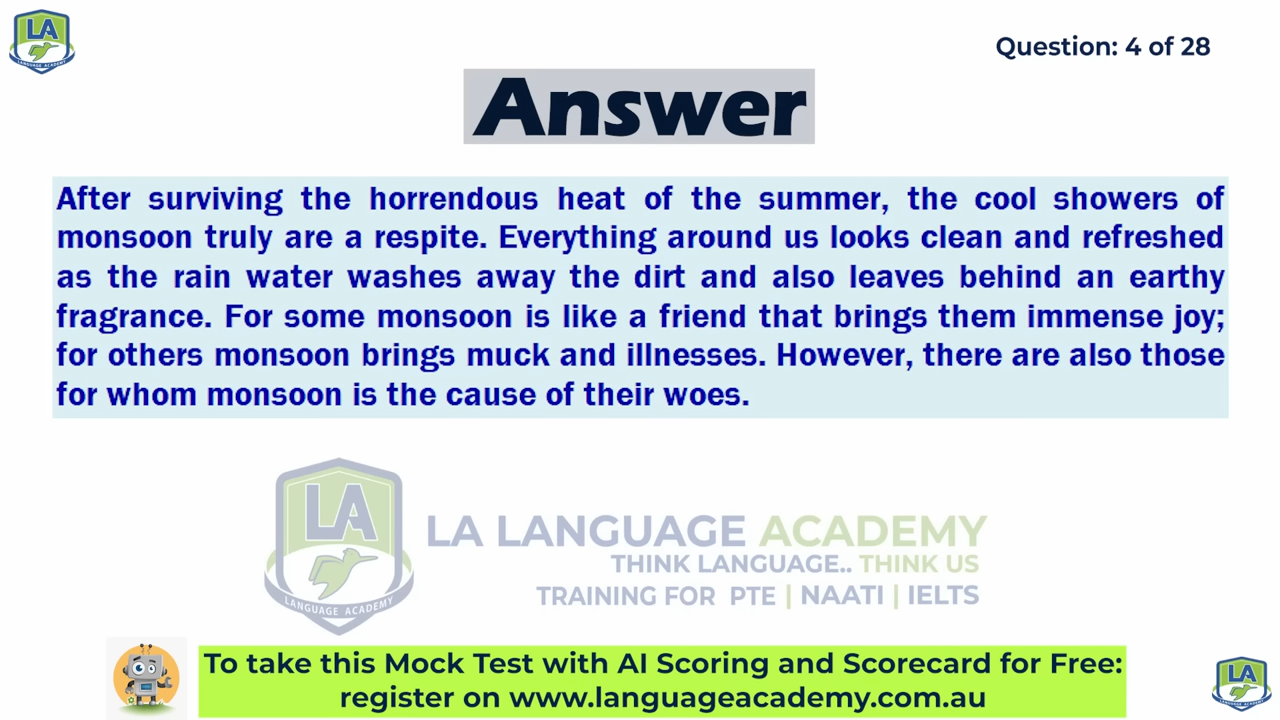 LA
LANGUAGE ACADEMY
Question: 4 of 28
Answer
After surviving the horrendous heat of the summer, the cool showers of
monsoon truly are a respite. Everything around us looks clean and refreshed
as the rain water washes away the dirt and also leaves behind an earthy
fragrance. For some monsoon is like a friend that brings them immense joy;
for others monsoon brings muck and illnesses. However, there are also those
for whom monsoon is the cause of their woes.
LA
LANGUAGE ACADEMY
LA LANGUAGE ACADEMY
THINK LANGUAGE.. THINK US
TRAINING FOR PTE | NAATI | IELTS
To take this Mock Test with AI Scoring and Scorecard for Free:
register on www.languageacademy.com.au
LA
LANGUAGE ACADEMY